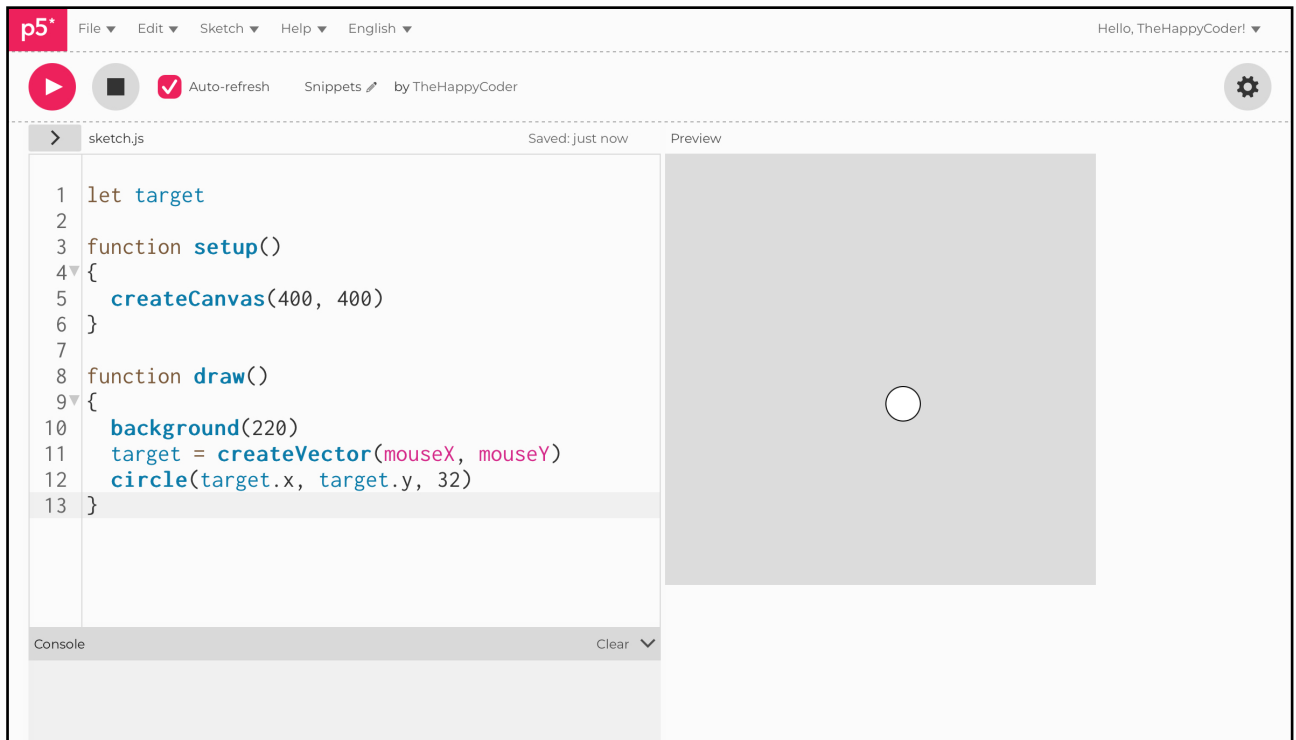 p5* File Edit Sketch Help English Hello, TheHappyCoder!
Auto-refresh Snippets by TheHappyCoder
sketch.js Saved: just now Preview
1 let target
2
3 function setup()
4 {
5 createCanvas(400, 400)
6 }
7
8 function draw()
9 {
10 background(220)
11 target = createVector(mouseX, mouseY)
12 circle(target.x, target.y, 32)
13 }
Console Clear